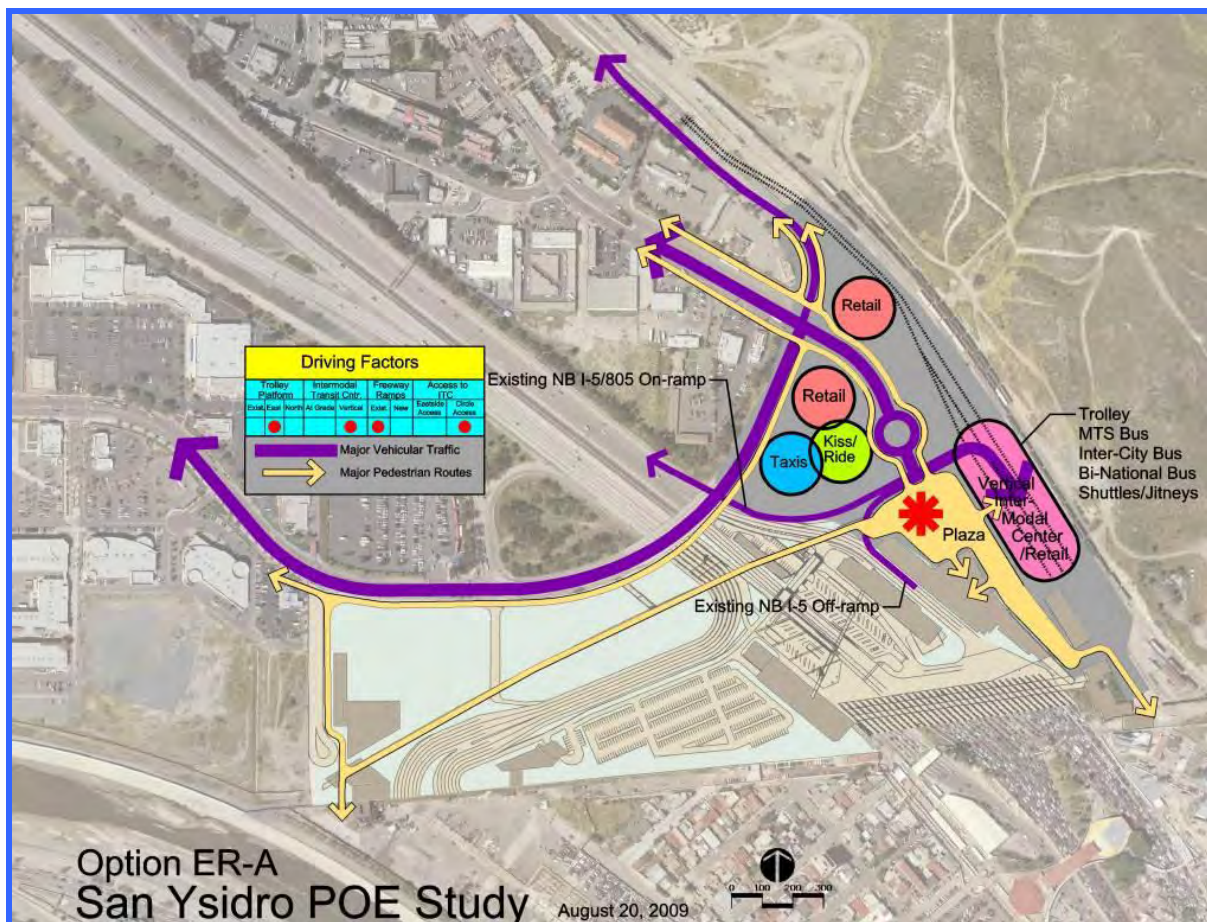 Driving Factors
Trolley Platform
Intermodal Transit Cntr.
Freeway Ramps
Access to ITC
Exist. East North At Grade Vertical Exist. New Eastside Access Circle Access
Major Vehicular Traffic
Major Pedestrian Routes
Existing NB I-5/805 On-ramp
Retail
Retail
Kiss/
Ride
Taxis
Trolley
MTS Bus
Inter-City Bus
Bi-National Bus
Shuttles/Jitneys
Vertical
Inter-
Modal
Center
/Retail
Plaza
Existing NB I-5 Off-ramp
Option ER-A
San Ysidro POE Study
August 20, 2009
0 100 200 300